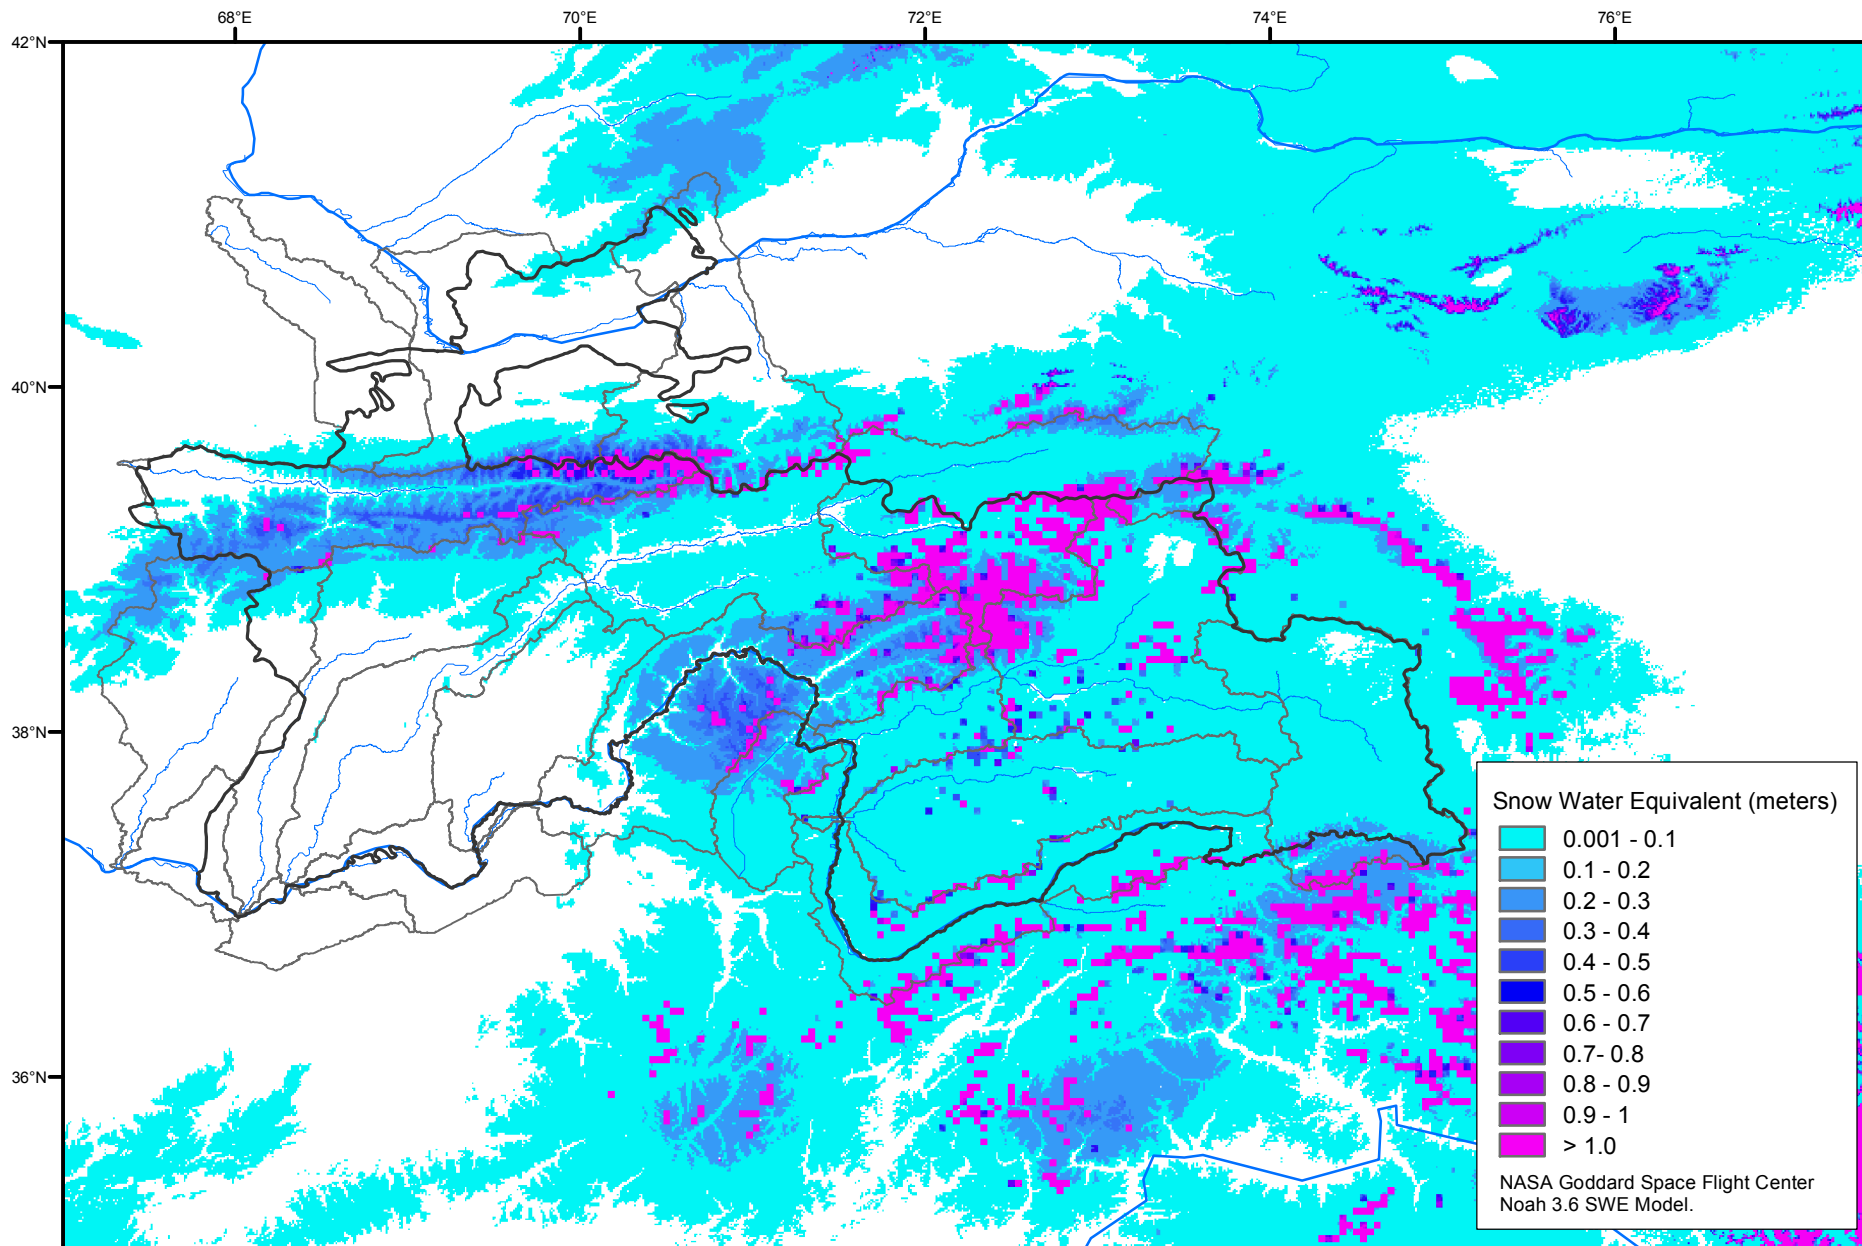 68°E 70°E 72°E 74°E 76°E
42°N
40°N
38°N
36°N
Snow Water Equivalent (meters)
0.001 - 0.1
0.1 - 0.2
0.2 - 0.3
0.3 - 0.4
0.4 - 0.5
0.5 - 0.6
0.6 - 0.7
0.7- 0.8
0.8 - 0.9
0.9 - 1
> 1.0
NASA Goddard Space Flight Center
Noah 3.6 SWE Model.